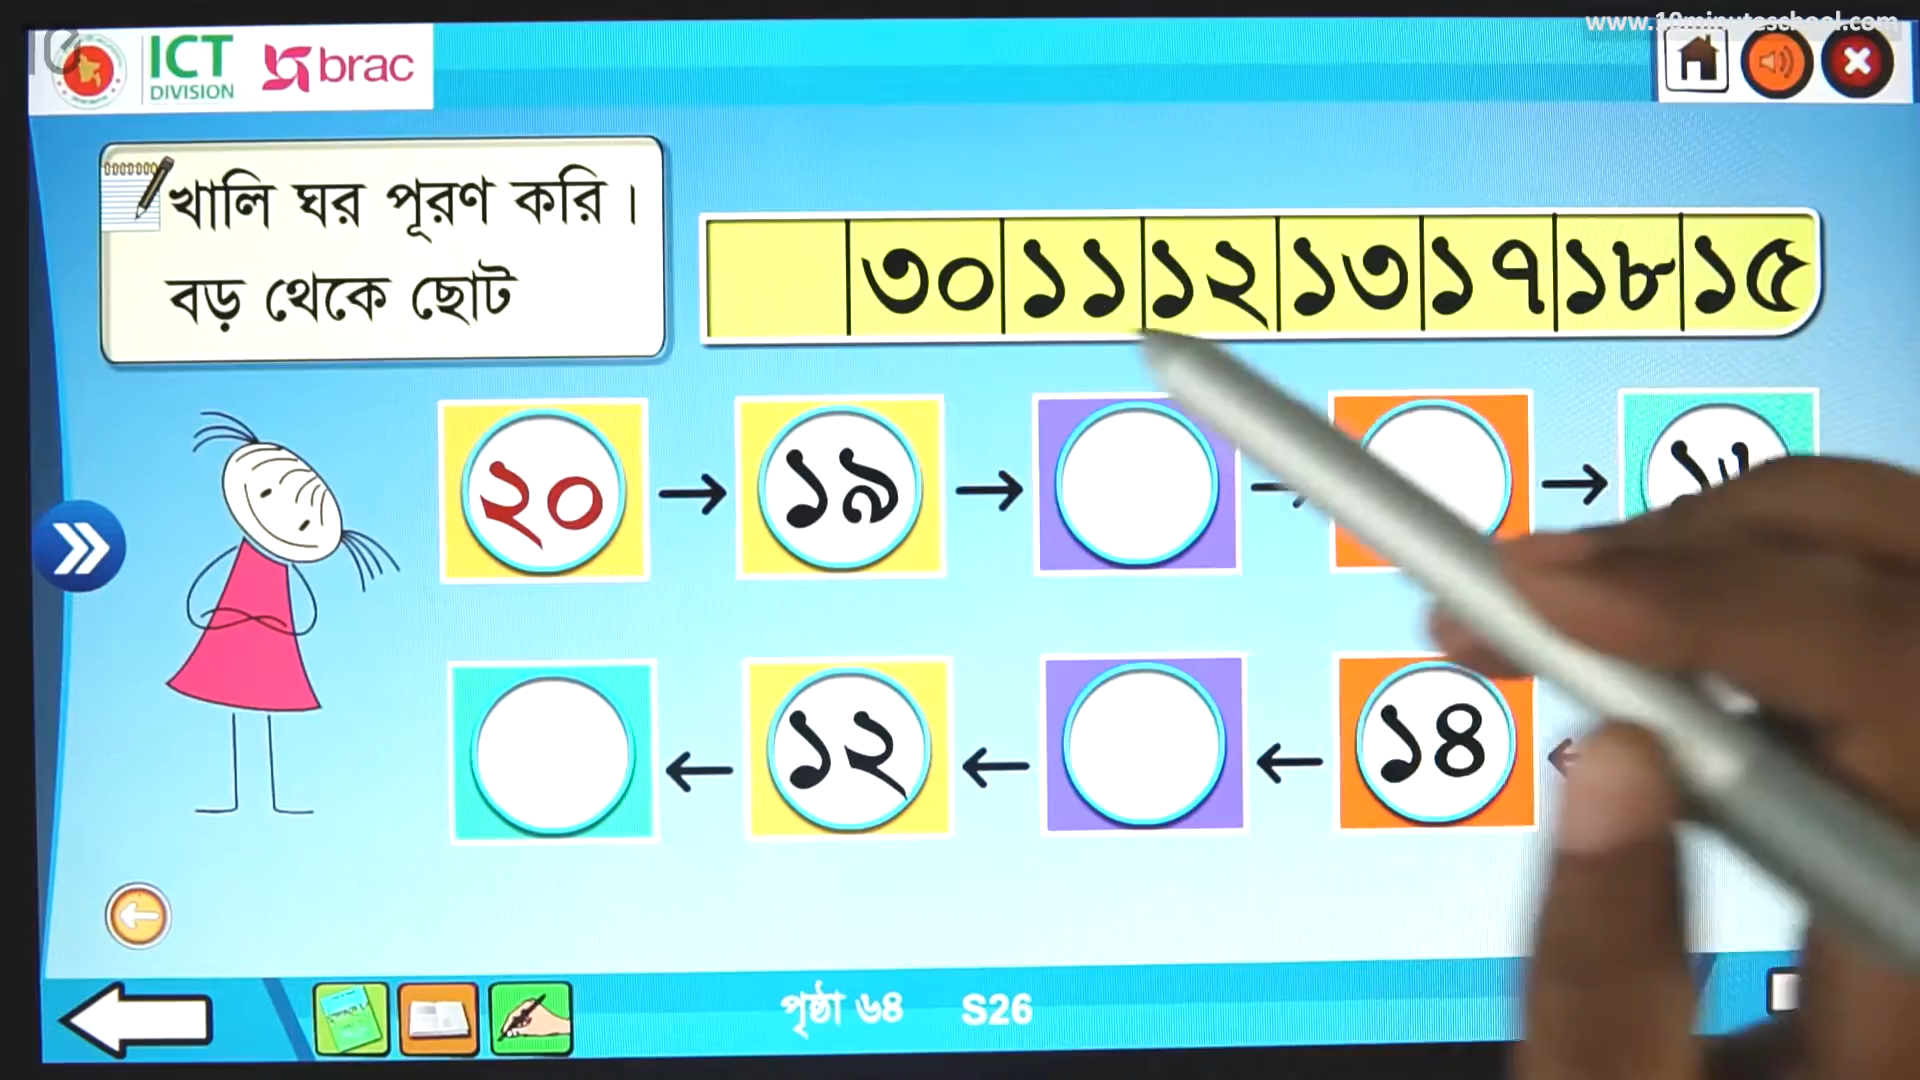 www.10minuteschool.com
ICT
DIVISION
brac
খালি ঘর পূরণ করি।
বড় থেকে ছোট
৩০ ১১ ১২ ১৩ ১৭ ১৮ ১৫
২০ → ১৯ → → →
← ১২ ← ← ১৪ ←
পৃষ্ঠা ৬৪ S26